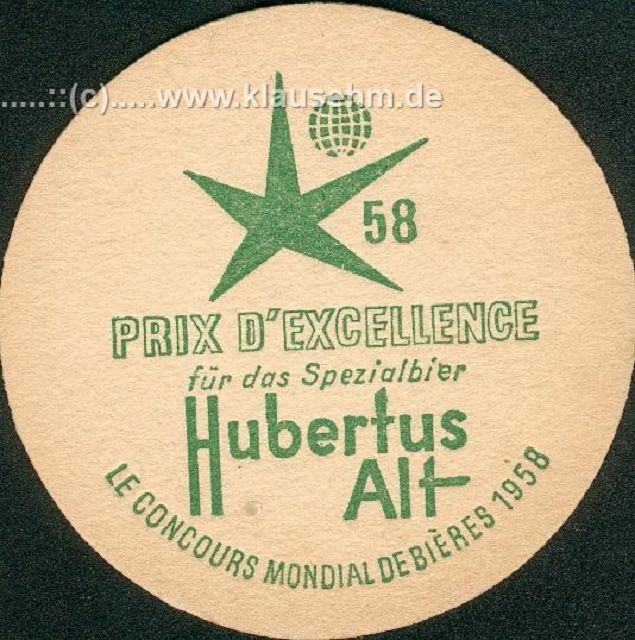 .....::(c).....www.klausehm.de
58
PRIX D'EXCELLENCE
für das Spezialbier
Hubertus
Alt
LE CONCOURS MONDIAL DE BIÈRES 1958